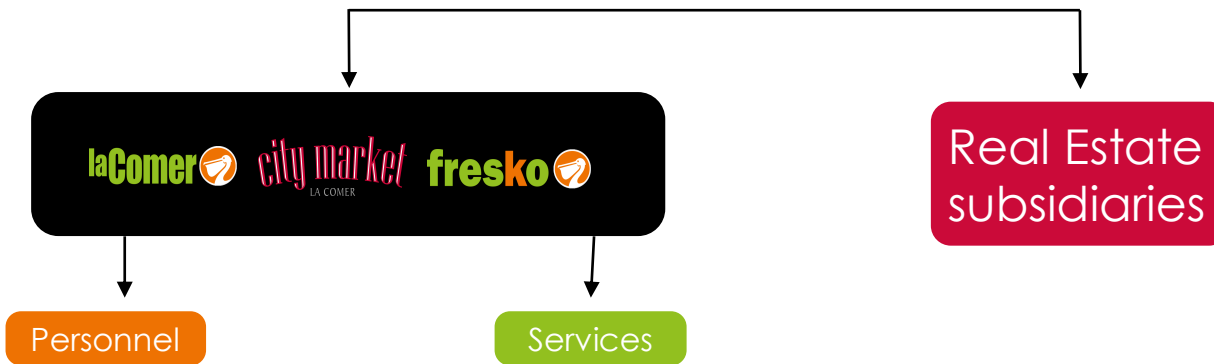 laComer
city market
LA COMER
fresko
Real Estate
subsidiaries
Personnel
Services